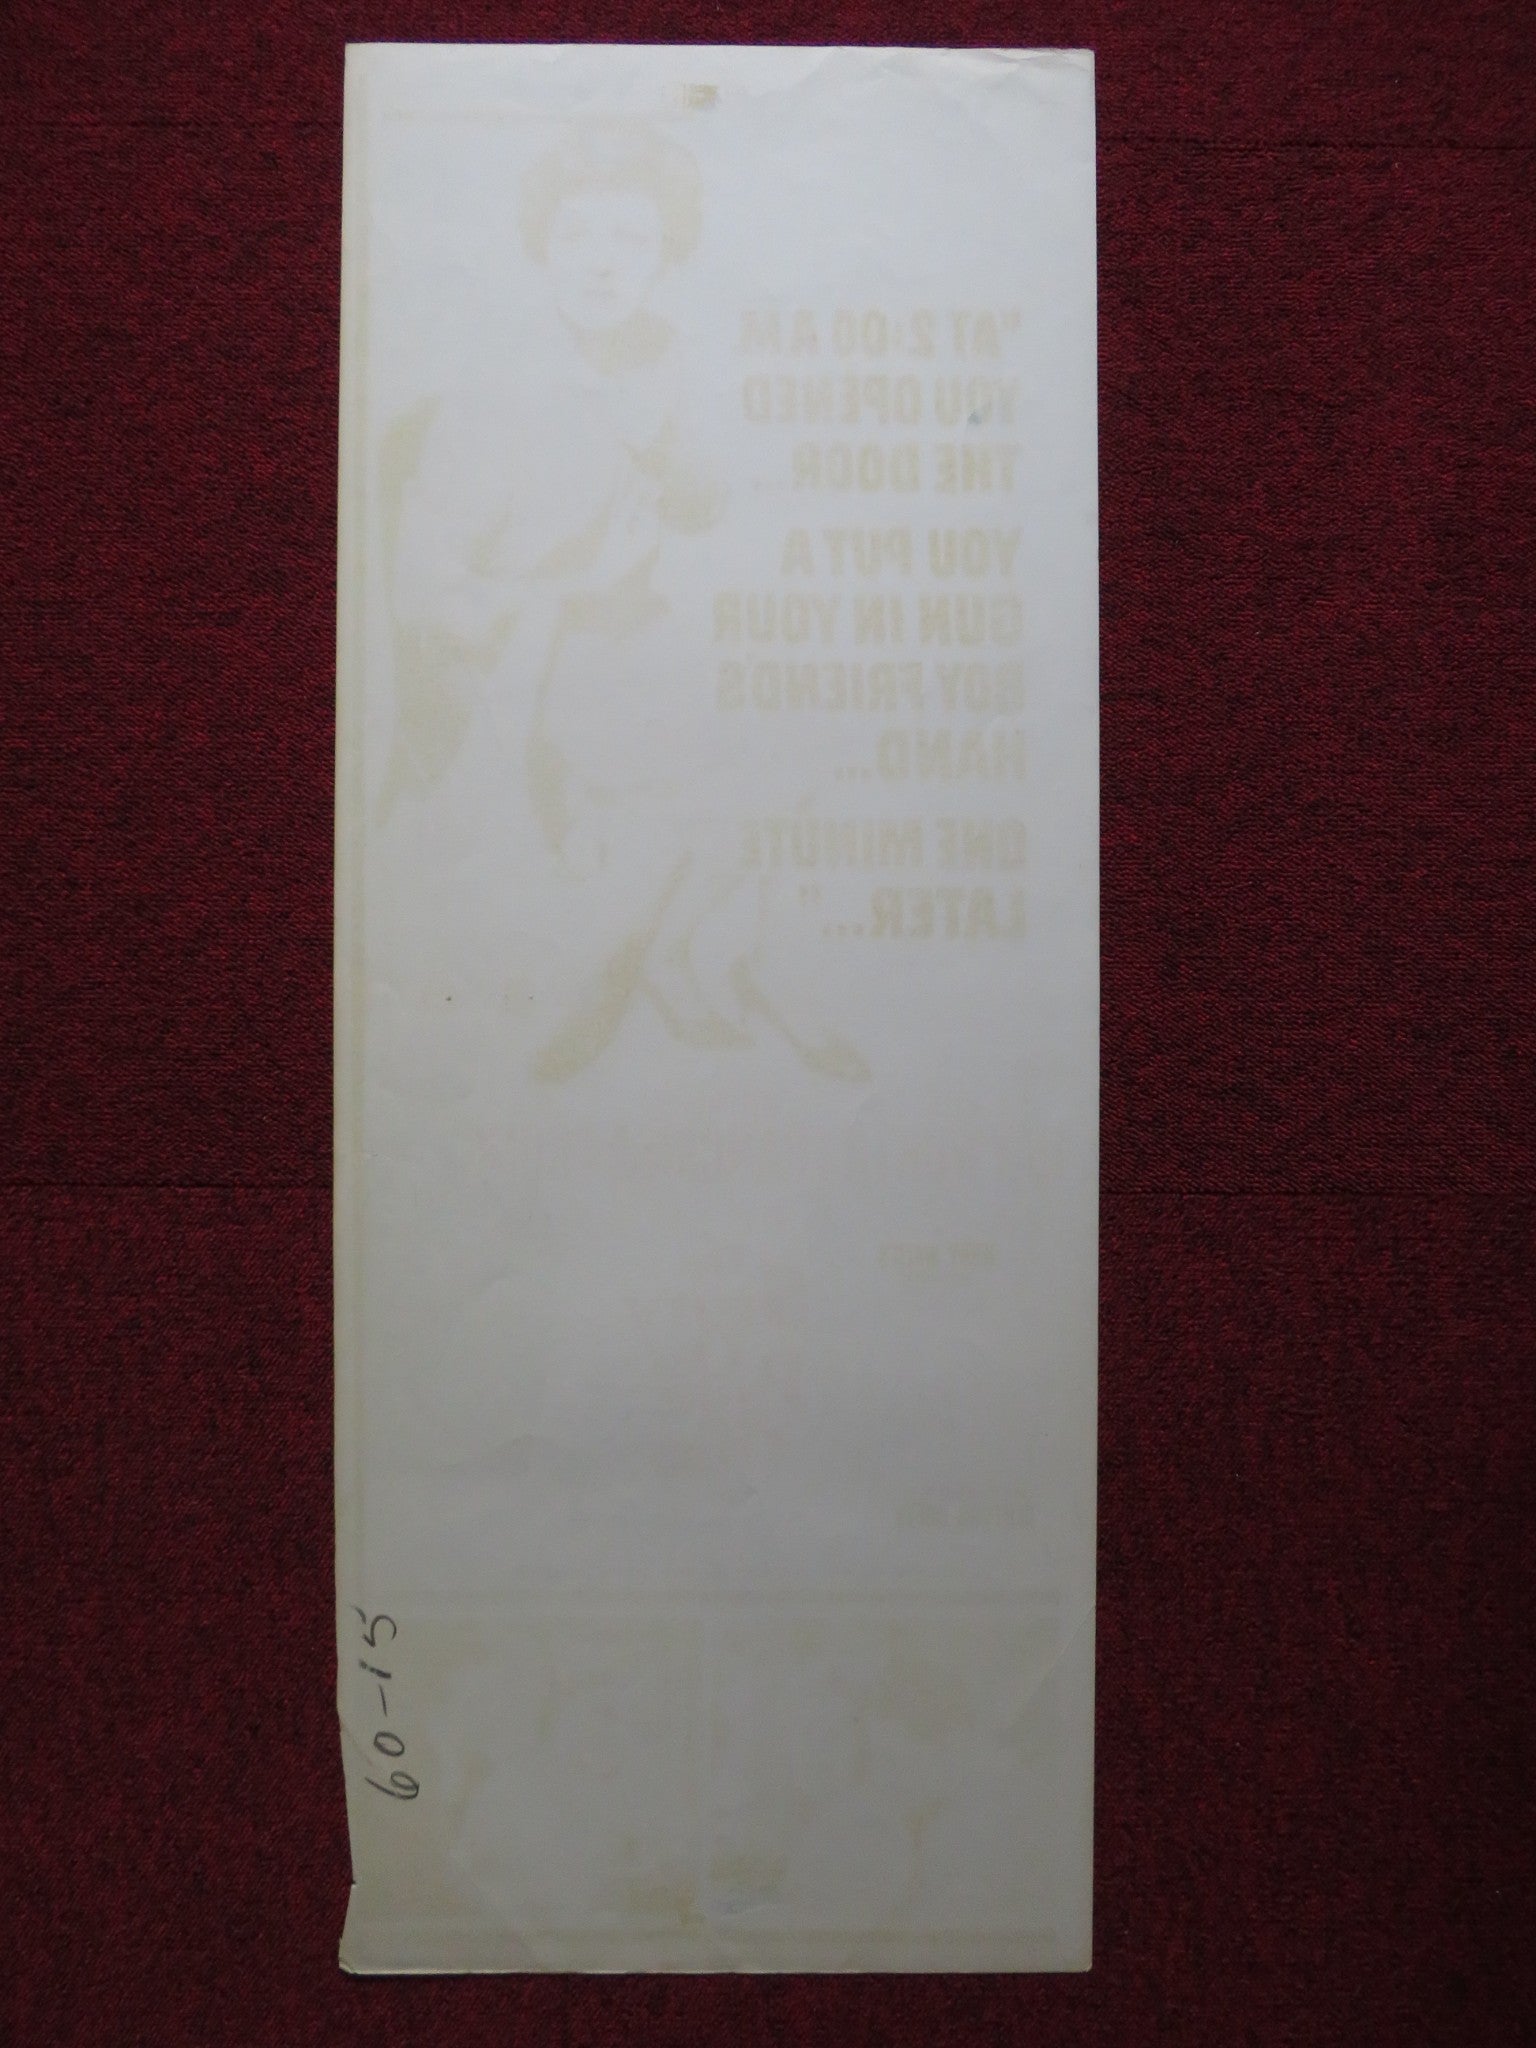 "AT 2:00 A.M.
YOU OPENED
THE DOOR...
YOU PUT A
GUN IN YOUR
BOY FRIEND'S
HAND...
ONE MINUTE
LATER..."
60-15